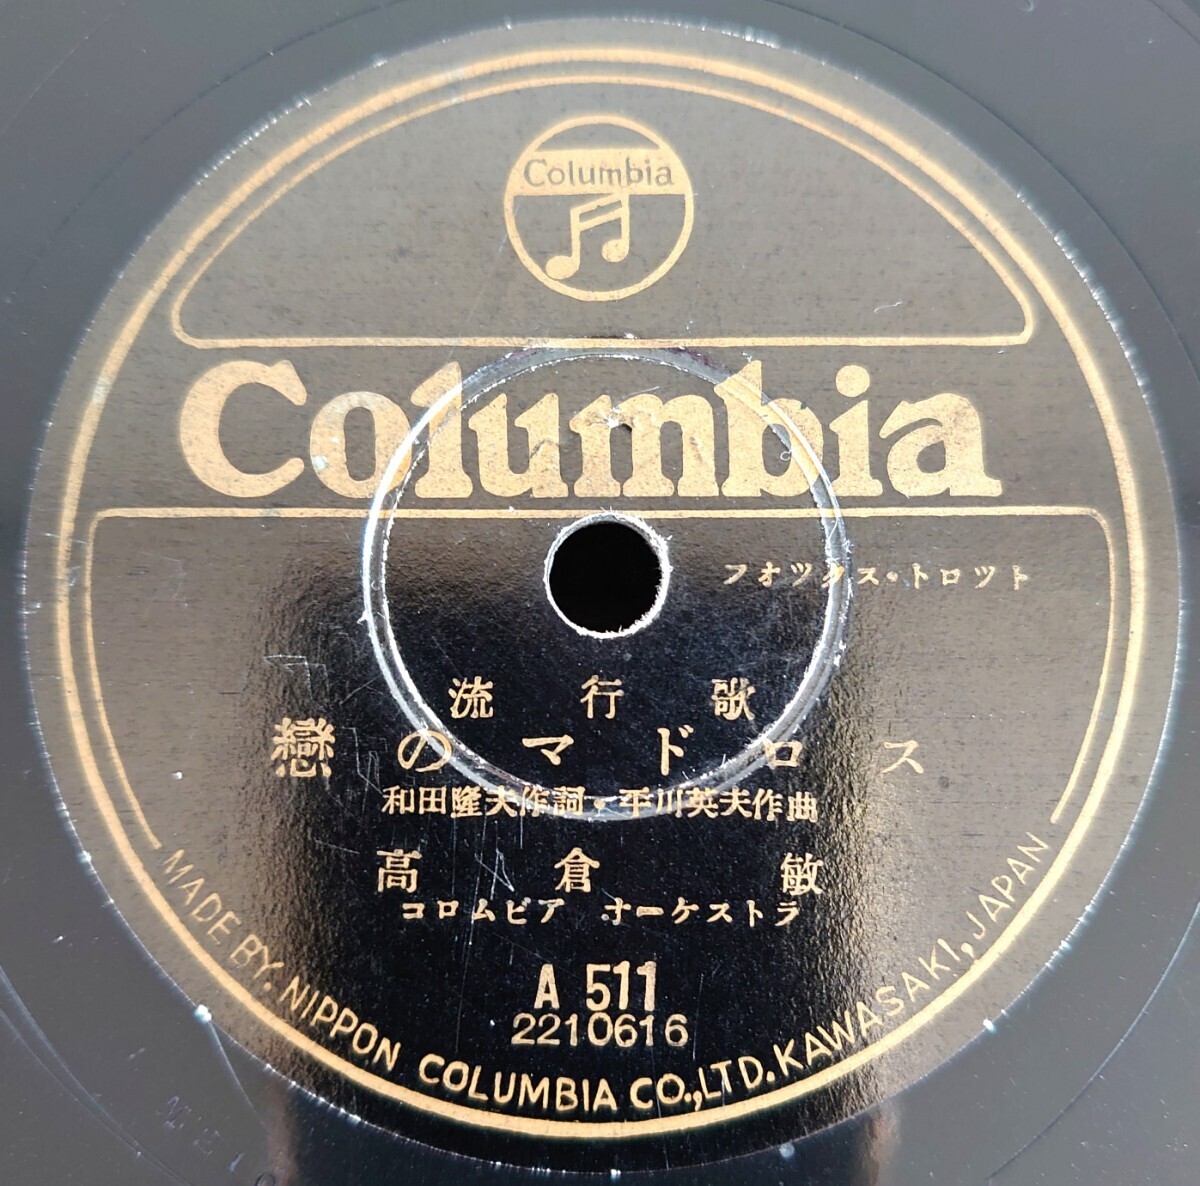 Columbia
Columbia
フオツクス・トロツト
流行歌
戀のマドロス
和田隆夫作詞・平川英夫作曲
高倉敏
コロムビア オーケストラ
A 511
2210616
MADE BY. NIPPON COLUMBIA CO.,LTD. KAWASAKI, JAPAN